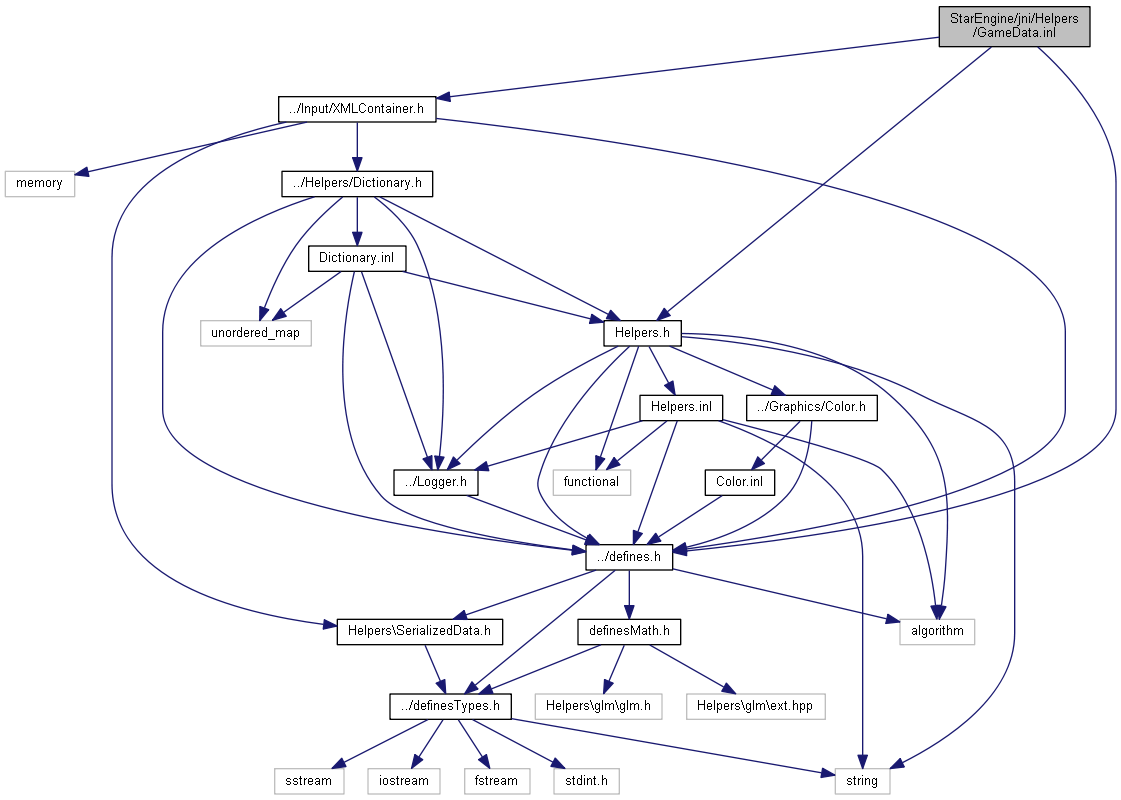 StarEngine/jni/Helpers
/GameData.inl
../Input/XMLContainer.h
memory
../Helpers/Dictionary.h
Dictionary.inl
unordered_map
Helpers.h
Helpers.inl
../Graphics/Color.h
../Logger.h
functional
Color.inl
../defines.h
Helpers\SerializedData.h
definesMath.h
algorithm
../definesTypes.h
Helpers\glm\glm.h
Helpers\glm\ext.hpp
sstream
iostream
fstream
stdint.h
string